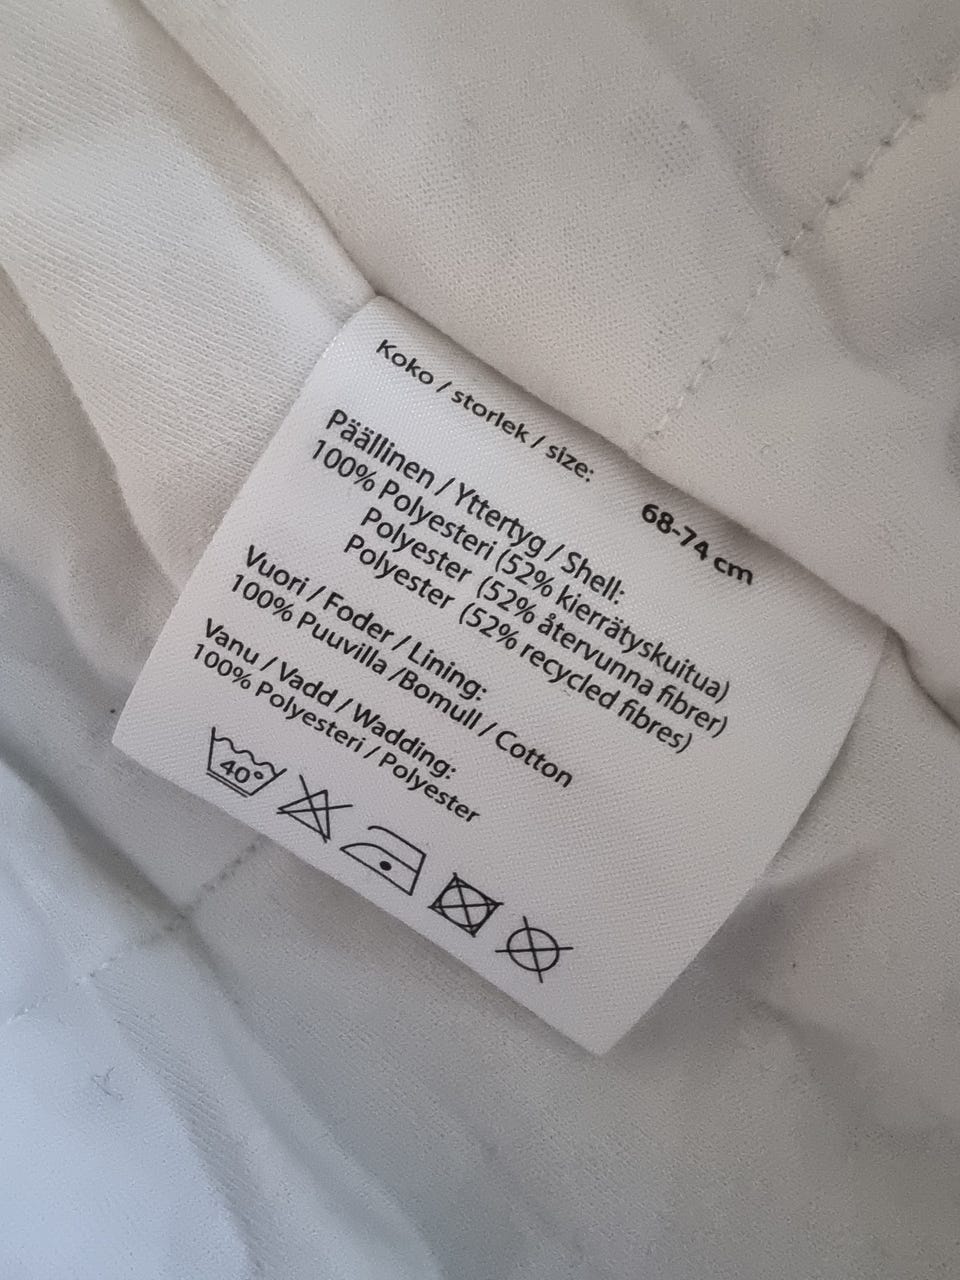 Koko / storlek / size: 68-74 cm
Päällinen / Yttertyg / Shell:
100% Polyesteri (52% kierrätyskuitua)
Polyester (52% återvunna fibrer)
Polyester (52% recycled fibres)
Vuori / Foder / Lining:
100% Puuvilla /Bomull / Cotton
Vanu / Vadd / Wadding:
100% Polyesteri / Polyester
40°